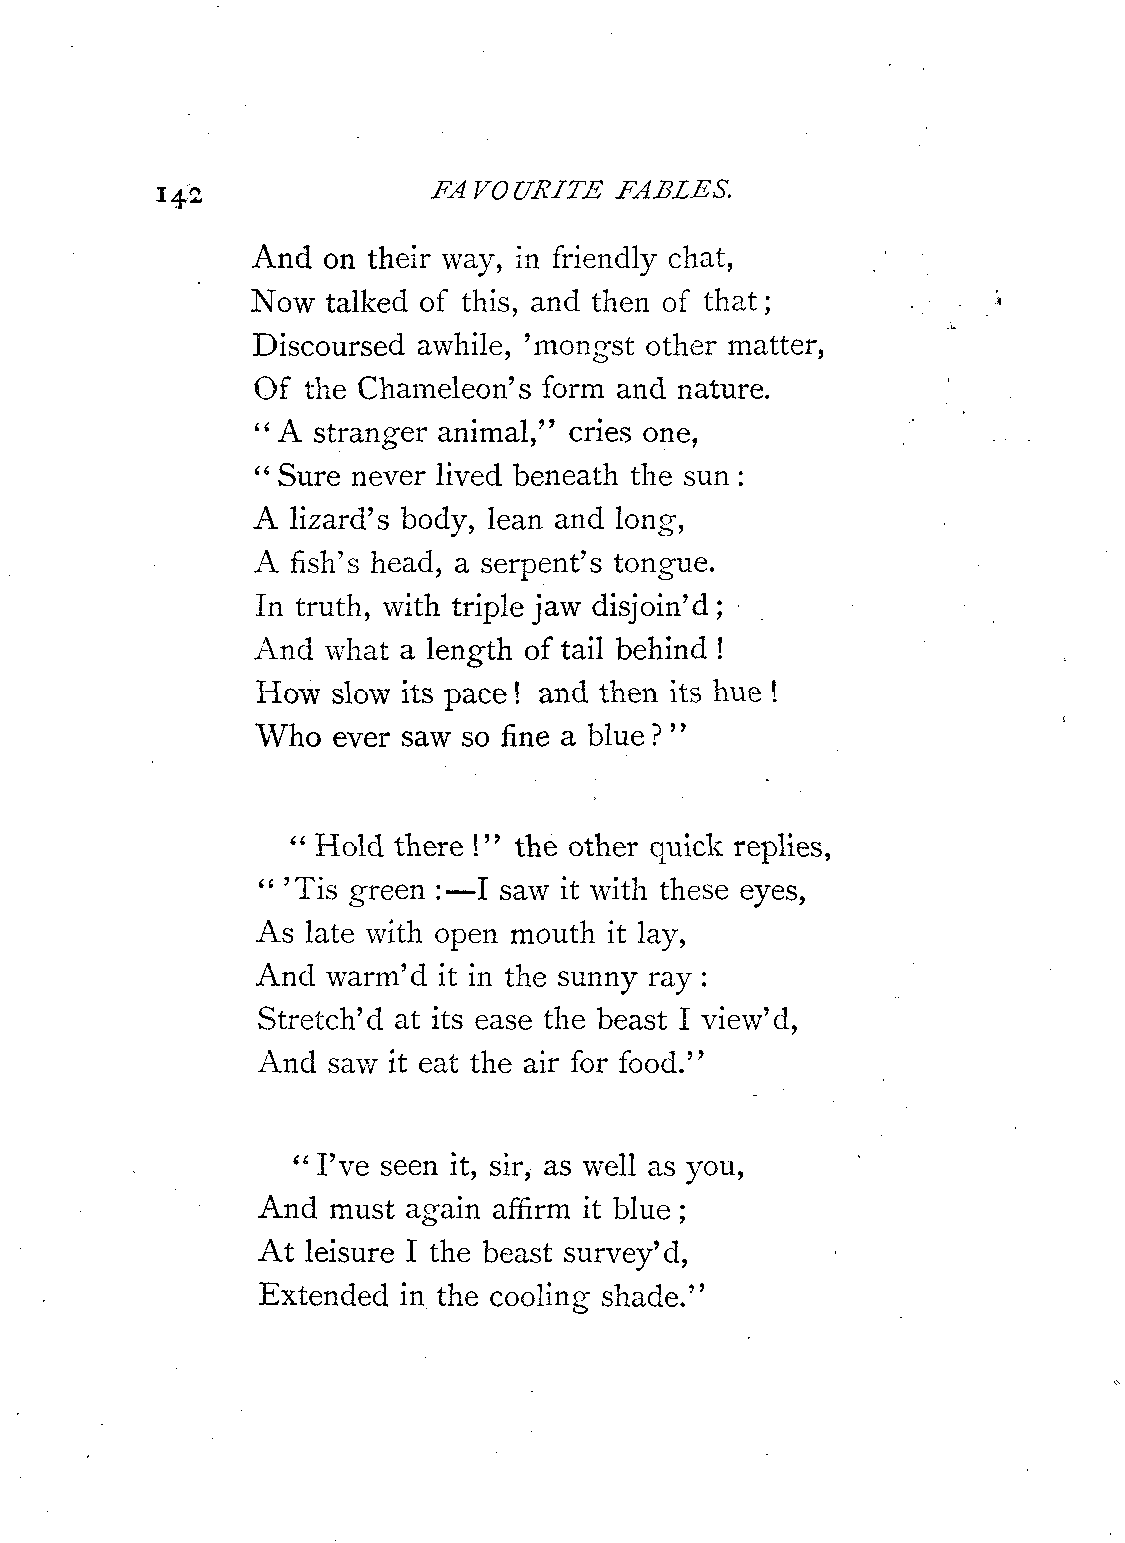 142 FAVOURITE FABLES.
And on their way, in friendly chat,
Now talked of this, and then of that;
Discoursed awhile, 'mongst other matter,
Of the Chameleon's form and nature.
"A stranger animal," cries one,
"Sure never lived beneath the sun:
A lizard's body, lean and long,
A fish's head, a serpent's tongue.
In truth, with triple jaw disjoin'd;
And what a length of tail behind!
How slow its pace! and then its hue!
Who ever saw so fine a blue?"
"Hold there!" the other quick replies,
"'Tis green:—I saw it with these eyes,
As late with open mouth it lay,
And warm'd it in the sunny ray:
Stretch'd at its ease the beast I view'd,
And saw it eat the air for food."
"I've seen it, sir, as well as you,
And must again affirm it blue;
At leisure I the beast survey'd,
Extended in the cooling shade."